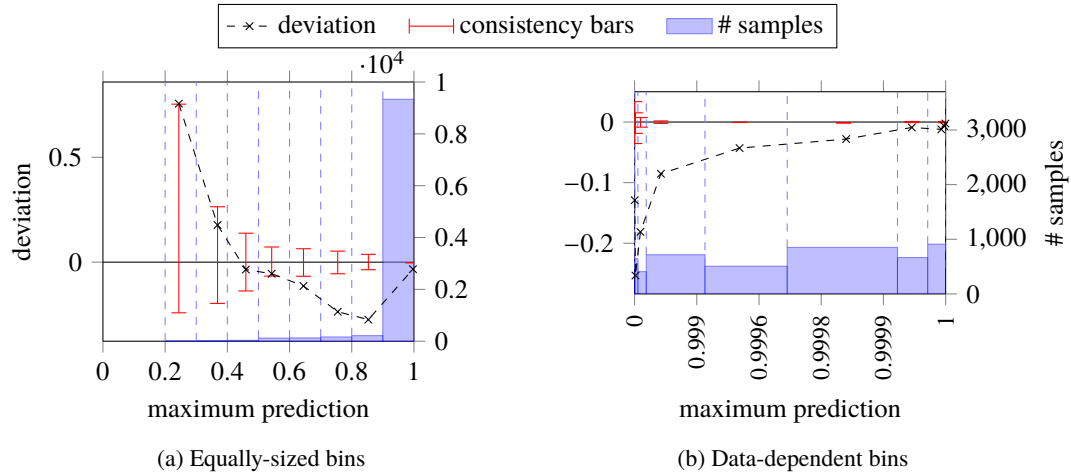 deviation consistency bars # samples
·10⁴
deviation
0.5
0
1
0.8
0.6
0.4
0.2
0
0 0.2 0.4 0.6 0.8 1
maximum prediction
(a) Equally-sized bins
0
−0.1
−0.2
3,000
2,000
1,000
0
# samples
0 0.999 0.9996 0.9998 0.9999 1
maximum prediction
(b) Data-dependent bins